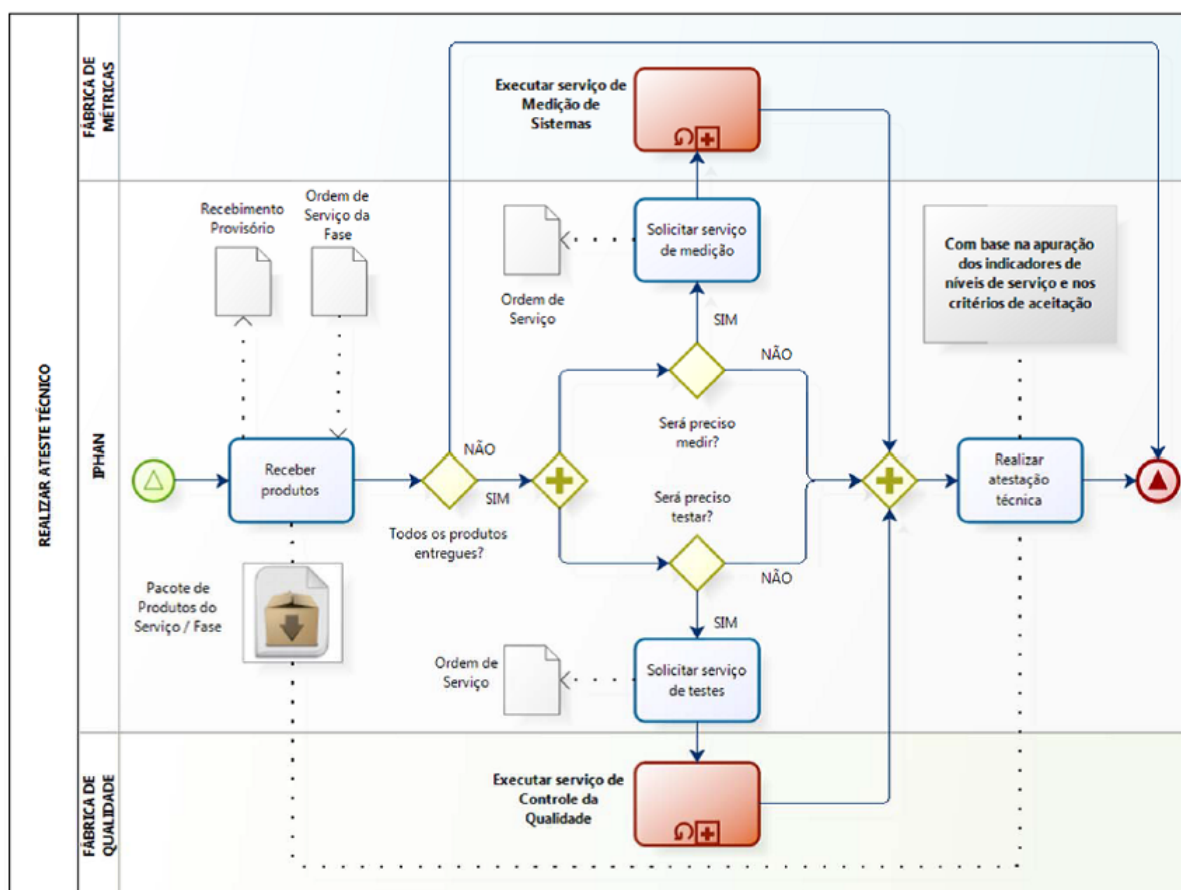 REALIZAR ATESTE TÉCNICO
FÁBRICA DE
MÉTRICAS
Executar serviço de
Medição de
Sistemas
IPHAN
Recebimento
Provisório
Ordem de
Serviço da
Fase
Ordem de
Serviço
Solicitar serviço
de medição
Com base na apuração
dos indicadores de
níveis de serviço e nos
critérios de aceitação
SIM
NÃO
Será preciso
medir?
Receber
produtos
NÃO
SIM
Todos os produtos
entregues?
Será preciso
testar?
NÃO
SIM
Realizar
atestação
técnica
Pacote de
Produtos do
Serviço / Fase
Ordem de
Serviço
Solicitar serviço
de testes
FÁBRICA DE
QUALIDADE
Executar serviço de
Controle da
Qualidade